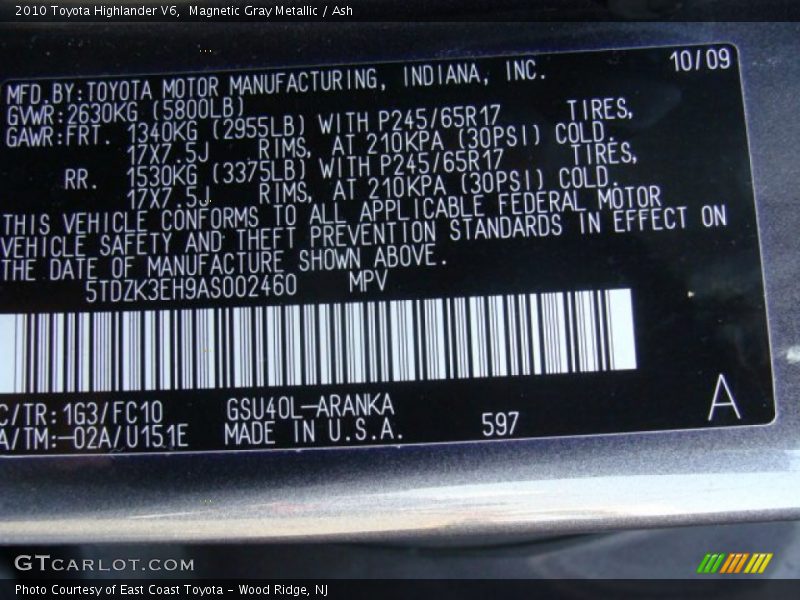 2010 Toyota Highlander V6,  Magnetic Gray Metallic / Ash
10/09
MFD.BY:TOYOTA MOTOR MANUFACTURING, INDIANA, INC.
GVWR:2630KG (5800LB)
GAWR:FRT. 1340KG (2955LB) WITH P245/65R17 TIRES,
17X7.5J RIMS, AT 210KPA (30PSI) COLD.
RR. 1530KG (3375LB) WITH P245/65R17 TIRES,
17X7.5J RIMS, AT 210KPA (30PSI) COLD.
THIS VEHICLE CONFORMS TO ALL APPLICABLE FEDERAL MOTOR
VEHICLE SAFETY AND THEFT PREVENTION STANDARDS IN EFFECT ON
THE DATE OF MANUFACTURE SHOWN ABOVE.
5TDZK3EH9AS002460 MPV
C/TR:1G3/FC10 GSU40L-ARANKA
A/TM:-02A/U151E MADE IN U.S.A. 597
A
GTCARLOT.COM
Photo Courtesy of East Coast Toyota - Wood Ridge, NJ